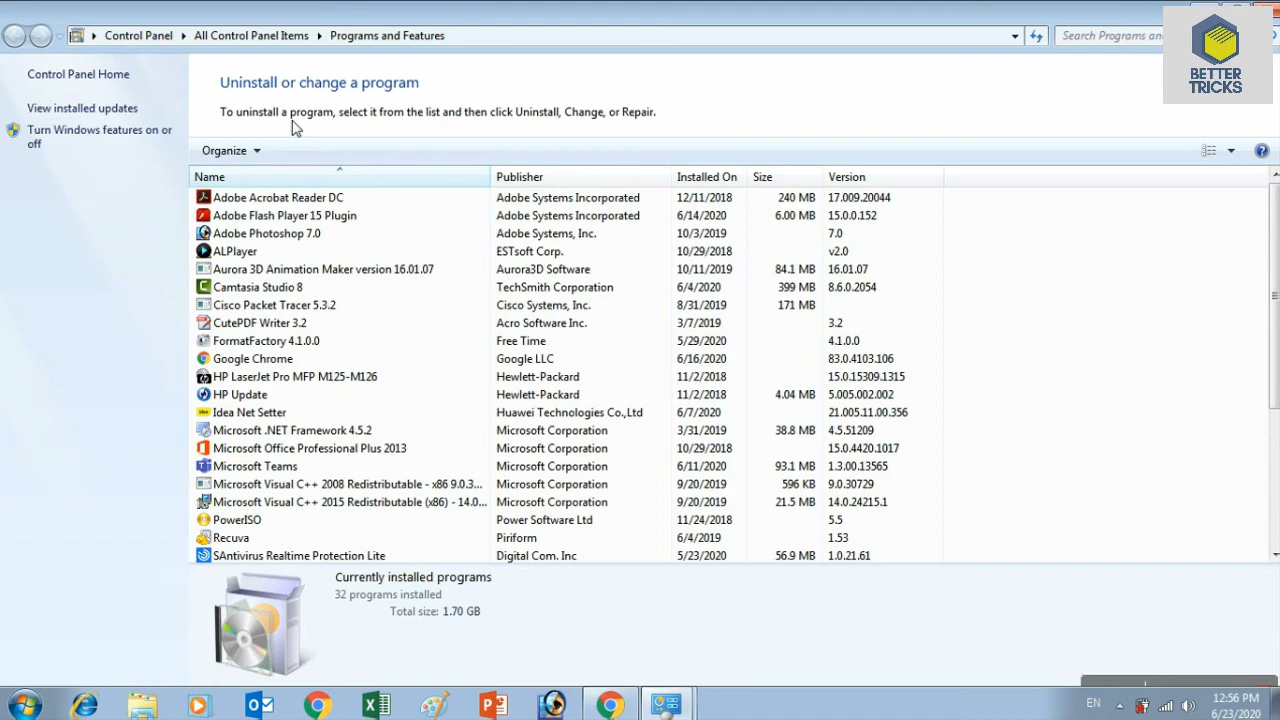 Control Panel All Control Panel Items Programs and Features Search Programs an
BETTER
TRICKS
Control Panel Home
View installed updates
Turn Windows features on or
off
Uninstall or change a program
To uninstall a program, select it from the list and then click Uninstall, Change, or Repair.
Organize
Name Publisher Installed On Size Version
Adobe Acrobat Reader DC Adobe Systems Incorporated 12/11/2018 240 MB 17.009.20044
Adobe Flash Player 15 Plugin Adobe Systems Incorporated 6/14/2020 6.00 MB 15.0.0.152
Adobe Photoshop 7.0 Adobe Systems, Inc. 10/3/2019 7.0
ALPlayer ESTsoft Corp. 10/29/2018 v2.0
Aurora 3D Animation Maker version 16.01.07 Aurora3D Software 10/11/2019 84.1 MB 16.01.07
Camtasia Studio 8 TechSmith Corporation 6/4/2020 399 MB 8.6.0.2054
Cisco Packet Tracer 5.3.2 Cisco Systems, Inc. 8/31/2019 171 MB
CutePDF Writer 3.2 Acro Software Inc. 3/7/2019 3.2
FormatFactory 4.1.0.0 Free Time 5/29/2020 4.1.0.0
Google Chrome Google LLC 6/16/2020 83.0.4103.106
HP LaserJet Pro MFP M125-M126 Hewlett-Packard 11/2/2018 15.0.15309.1315
HP Update Hewlett-Packard 11/2/2018 4.04 MB 5.005.002.002
Idea Net Setter Huawei Technologies Co.,Ltd 6/7/2020 21.005.11.00.356
Microsoft .NET Framework 4.5.2 Microsoft Corporation 3/31/2019 38.8 MB 4.5.51209
Microsoft Office Professional Plus 2013 Microsoft Corporation 10/29/2018 15.0.4420.1017
Microsoft Teams Microsoft Corporation 6/11/2020 93.1 MB 1.3.00.13565
Microsoft Visual C++ 2008 Redistributable - x86 9.0.3... Microsoft Corporation 9/20/2019 596 KB 9.0.30729
Microsoft Visual C++ 2015 Redistributable (x86) - 14.0... Microsoft Corporation 9/20/2019 21.5 MB 14.0.24215.1
PowerISO Power Software Ltd 11/24/2018 5.5
Recuva Piriform 6/4/2019 1.53
SAntivirus Realtime Protection Lite Digital Com. Inc 5/23/2020 56.9 MB 1.0.21.61
Currently installed programs
32 programs installed
Total size: 1.70 GB
EN 12:56 PM
6/23/2020